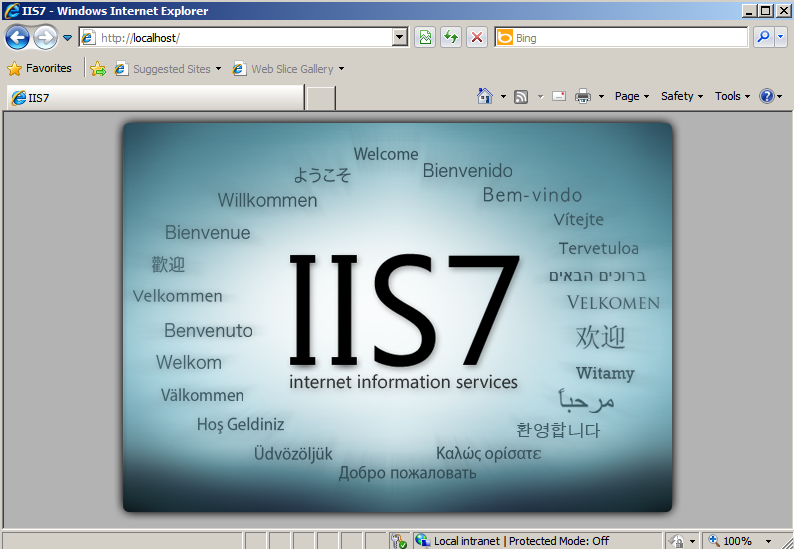 IIS7 - Windows Internet Explorer
http://localhost/
Bing
Favorites Suggested Sites Web Slice Gallery
IIS7 Page Safety Tools
Welcome
ようこそ Bienvenido
Willkommen Bem-vindo
Bienvenue Vítejte
歡迎 Tervetuloa
ברוכים הבאים
Velkommen VELKOMEN
Benvenuto 欢迎
Welkom Witamy
Välkommen مرحباً
Hoş Geldiniz 환영합니다
Üdvözöljük Καλώς ορίσατε
Добро пожаловать
IIS7
internet information services
Local intranet | Protected Mode: Off 100%